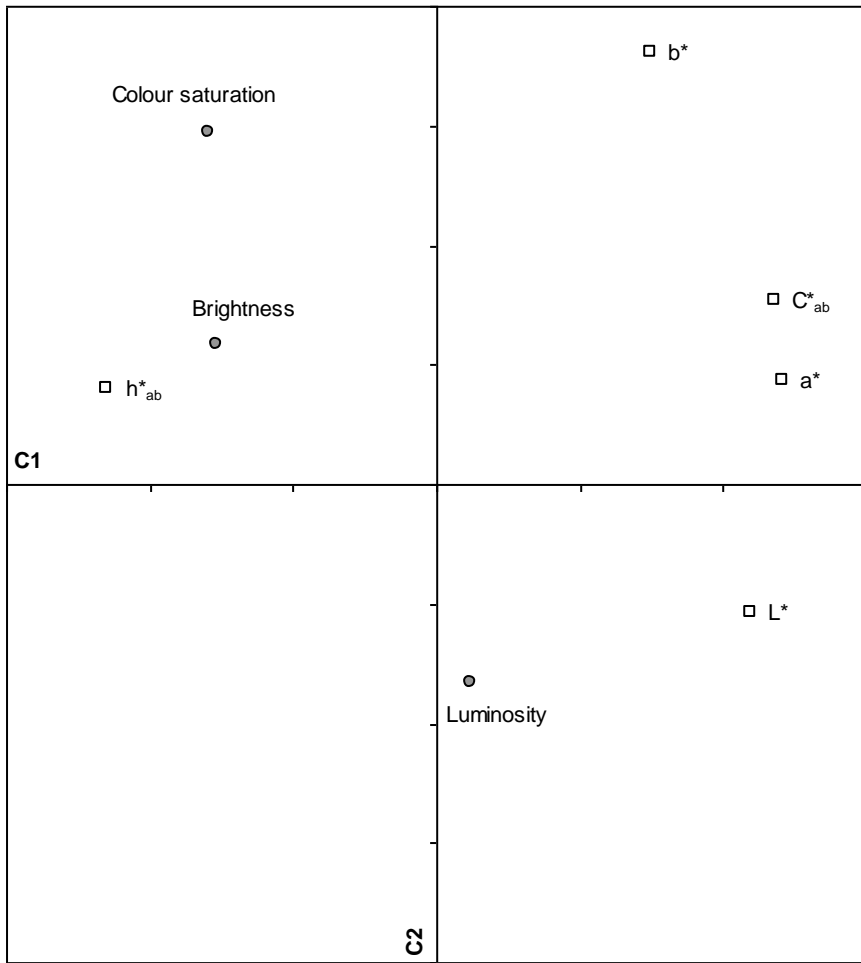 b*
Colour saturation
C*ab
Brightness
a*
h*ab
C1
L*
Luminosity
C2